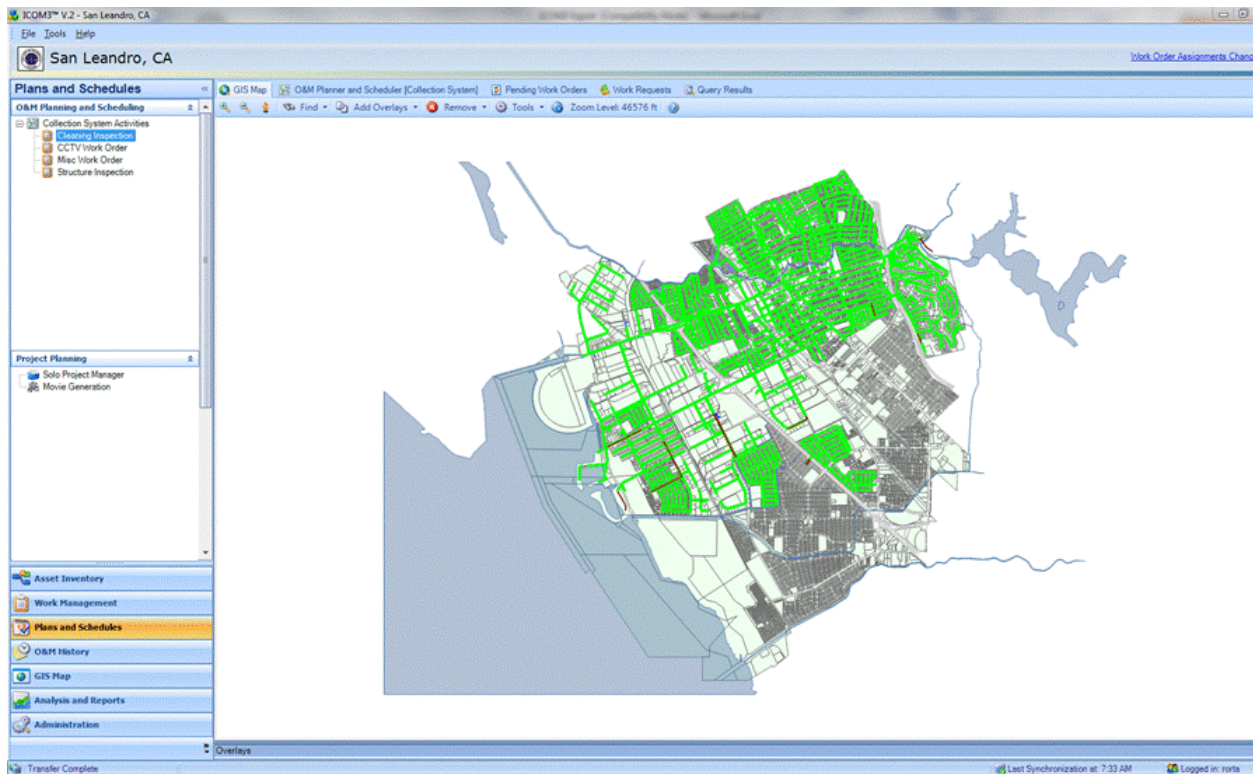 ICOM3™ V.2 - San Leandro, CA
File Tools Help
San Leandro, CA
Work Order Assignments Chang
Plans and Schedules
GIS Map
O&M Planner and Scheduler [Collection System]
Pending Work Orders
Work Requests
Query Results
O&M Planning and Scheduling
Find
Add Overlays
Remove
Tools
Zoom Level: 46576 ft
Collection System Activities
Cleaning Inspection
CCTV Work Order
Misc Work Order
Structure Inspection
Project Planning
Solo Project Manager
Movie Generation
Asset Inventory
Work Management
Plans and Schedules
O&M History
GIS Map
Analysis and Reports
Administration
Overlays
Transfer Complete
Last Synchronization at: 7:33 AM
Logged in: rorta